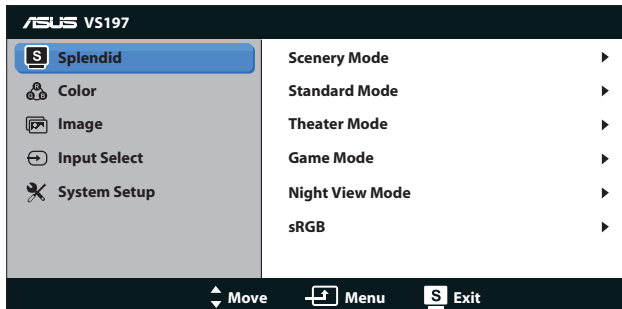 ASUS VS197
S Splendid
R G B Color
Image
Input Select
System Setup
Scenery Mode
Standard Mode
Theater Mode
Game Mode
Night View Mode
sRGB
Move Menu S Exit